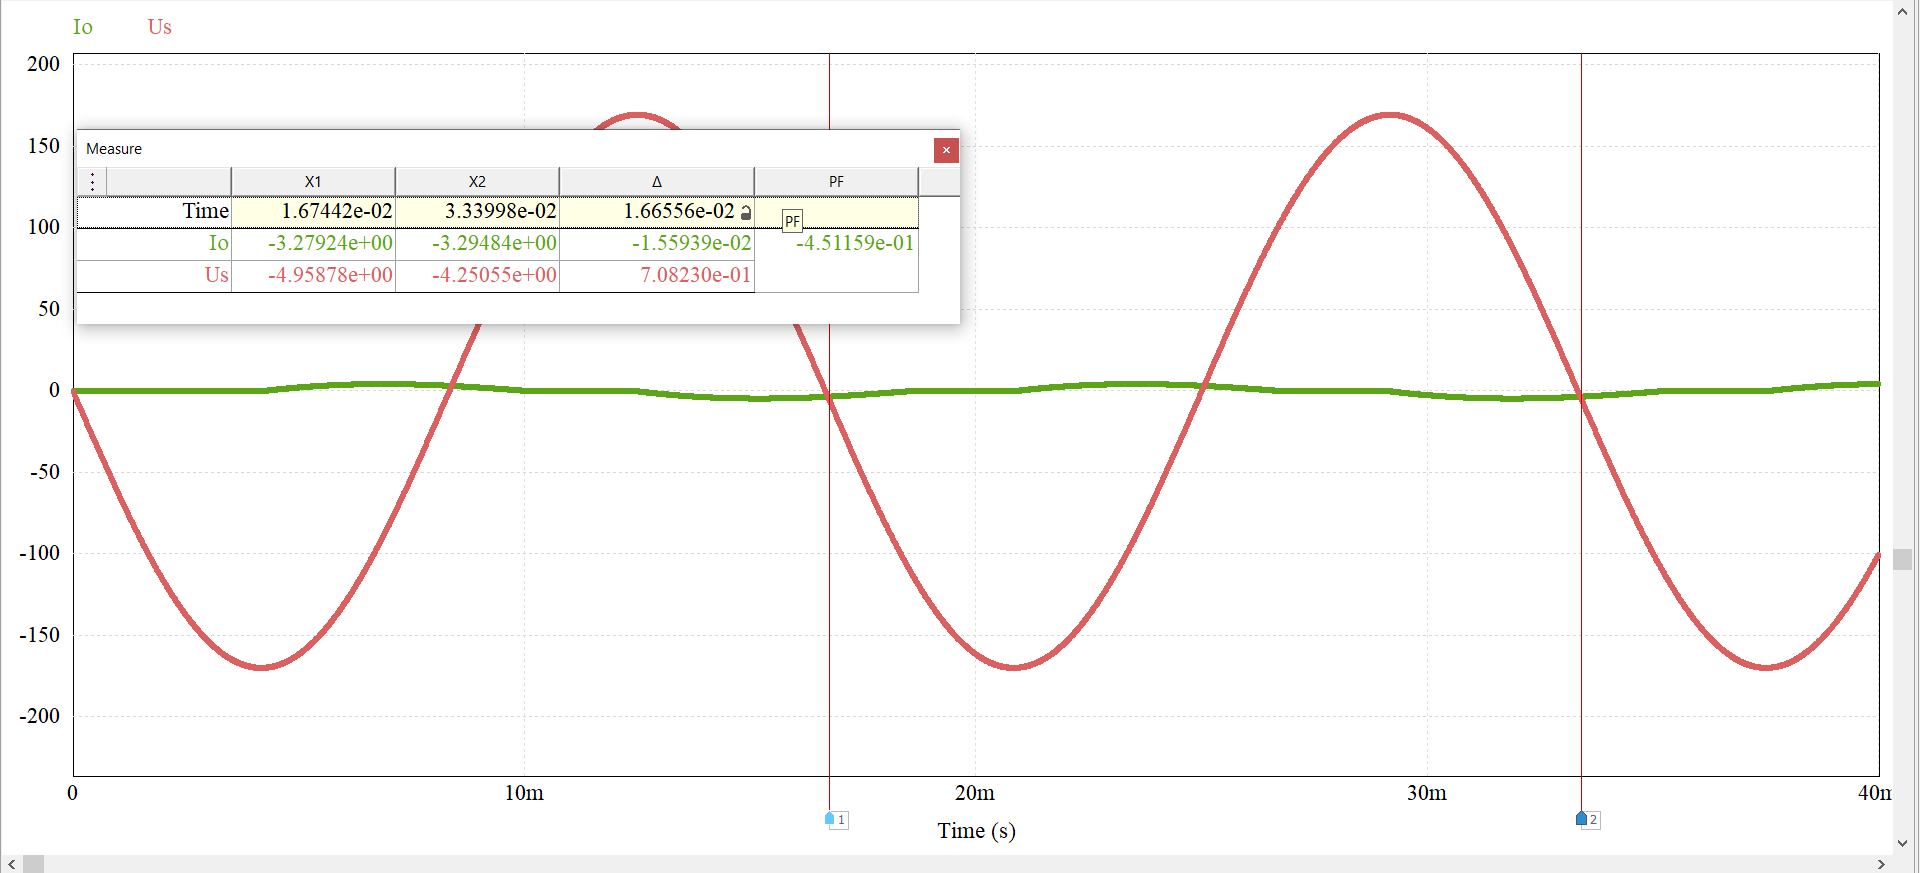 Io Us
200
150
100
50
0
-50
-100
-150
-200
Measure ×
X1 X2 Δ PF
Time 1.67442e-02 3.33998e-02 1.66556e-02
PF
Io -3.27924e+00 -3.29484e+00 -1.55939e-02 -4.51159e-01
Us -4.95878e+00 -4.25055e+00 7.08230e-01
0 10m 20m 30m 40m
1 2
Time (s)